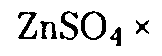 ZnSO₄ ×